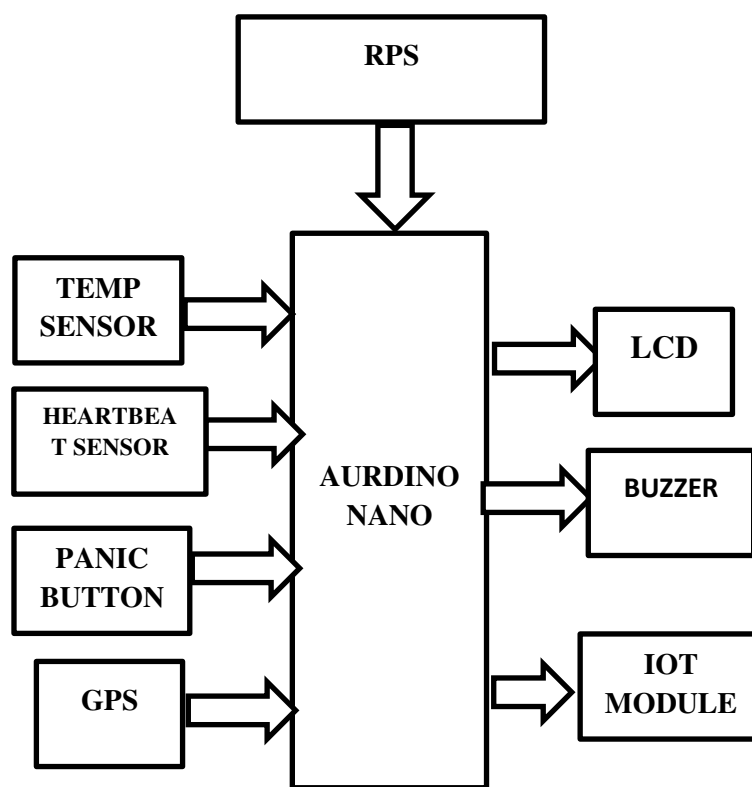 RPS
TEMP
SENSOR
HEARTBEA
T SENSOR
PANIC
BUTTON
GPS
AURDINO
NANO
LCD
BUZZER
IOT
MODULE